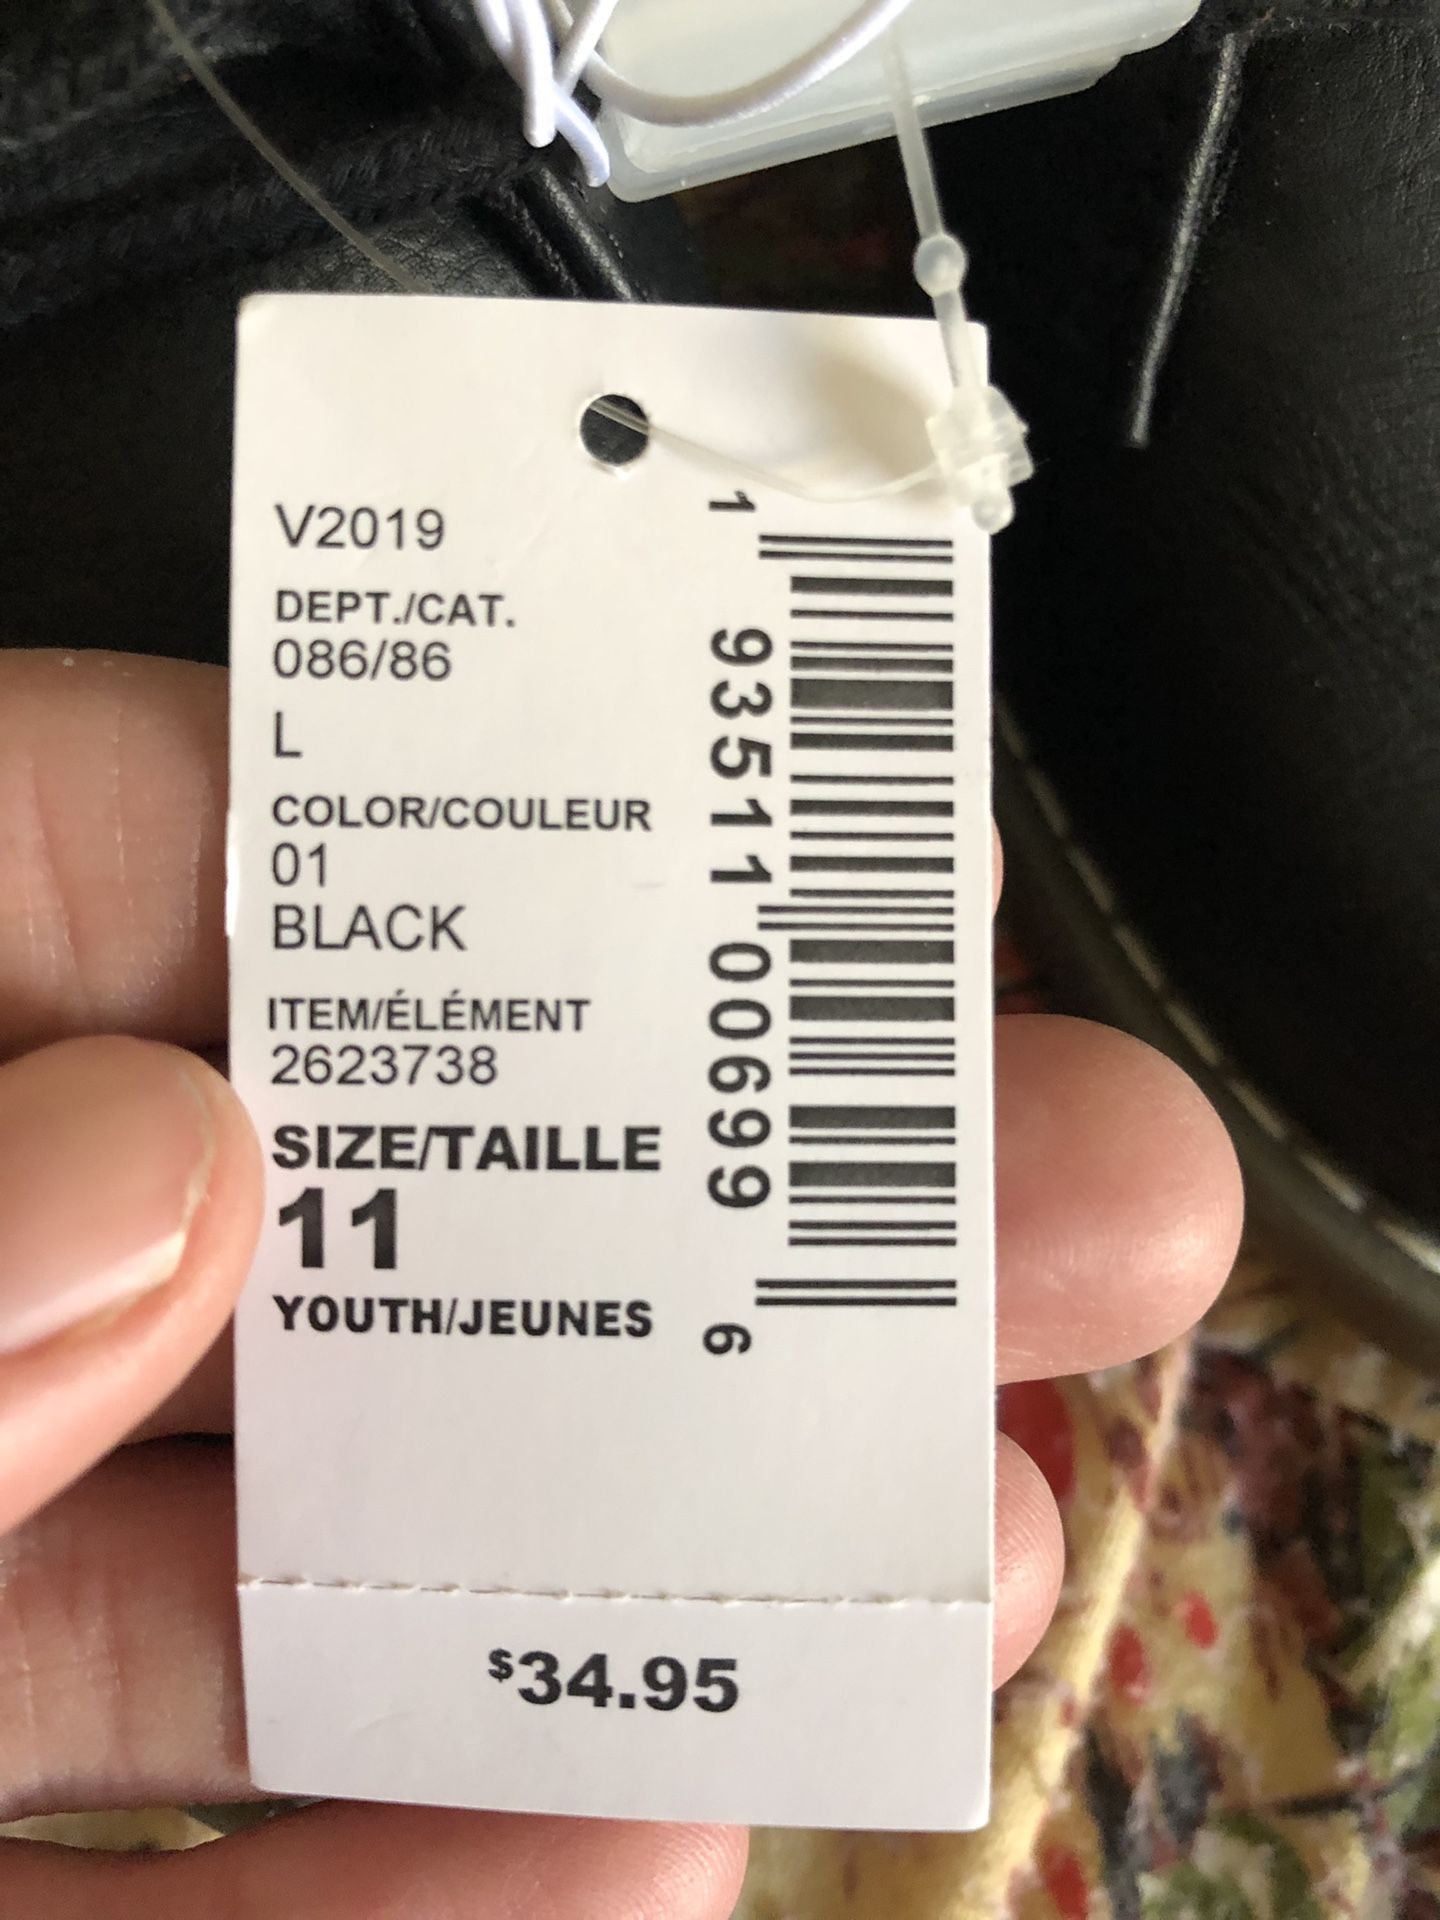 V2019
DEPT./CAT.
086/86
L
COLOR/COULEUR
01
BLACK
ITEM/ÉLÉMENT
2623738
SIZE/TAILLE
11
YOUTH/JEUNES
1 93511 00699 6
$34.95